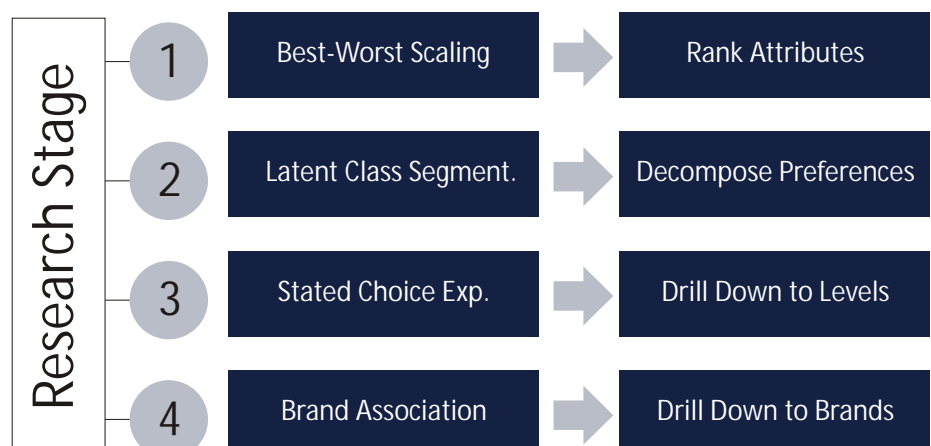 Research Stage
1
Best-Worst Scaling
Rank Attributes
2
Latent Class Segment.
Decompose Preferences
3
Stated Choice Exp.
Drill Down to Levels
4
Brand Association
Drill Down to Brands